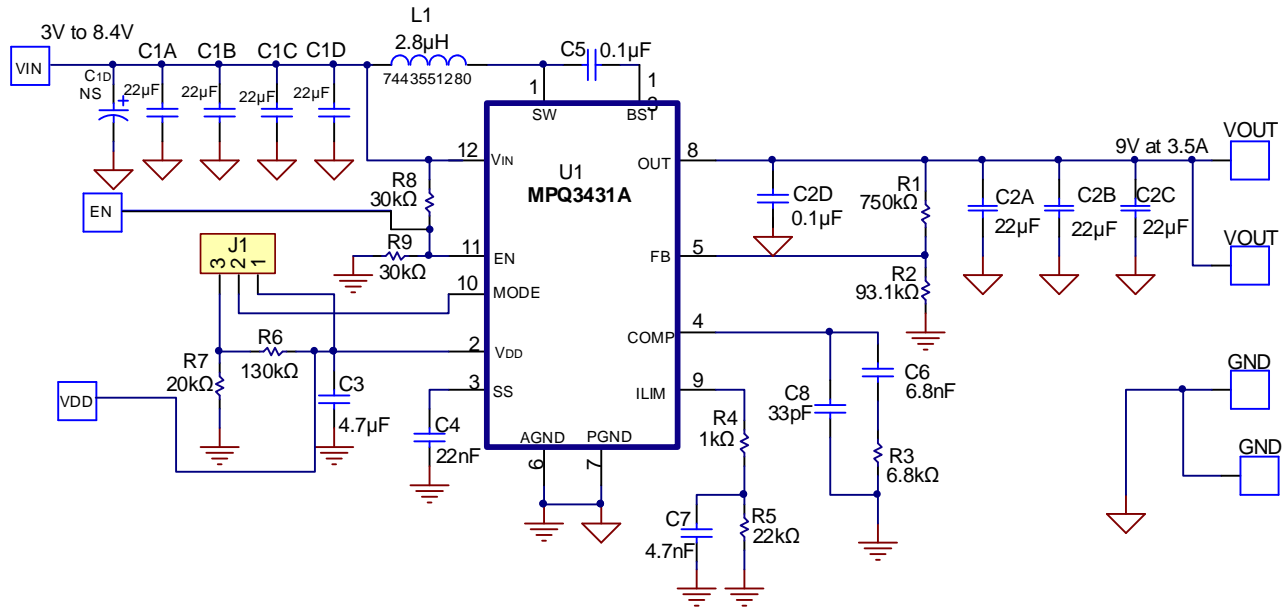 3V to 8.4V
VIN
C1D
NS
C1A
22µF
C1B
22µF
C1C
22µF
C1D
22µF
L1
2.8µH
7443551280
C5
0.1µF
1
SW
1
3
BST
12
VIN
U1
MPQ3431A
OUT
8
9V at 3.5A
VOUT
VOUT
R8
30kΩ
EN
R9
30kΩ
11
EN
J1
3
2
1
10
MODE
C2D
0.1µF
R1
750kΩ
C2A
22µF
C2B
22µF
C2C
22µF
FB
5
R2
93.1kΩ
COMP
4
R7
20kΩ
R6
130kΩ
2
VDD
VDD
C3
4.7µF
3
SS
C4
22nF
ILIM
9
R4
1kΩ
C8
33pF
C6
6.8nF
R3
6.8kΩ
AGND
PGND
6
7
C7
4.7nF
R5
22kΩ
GND
GND